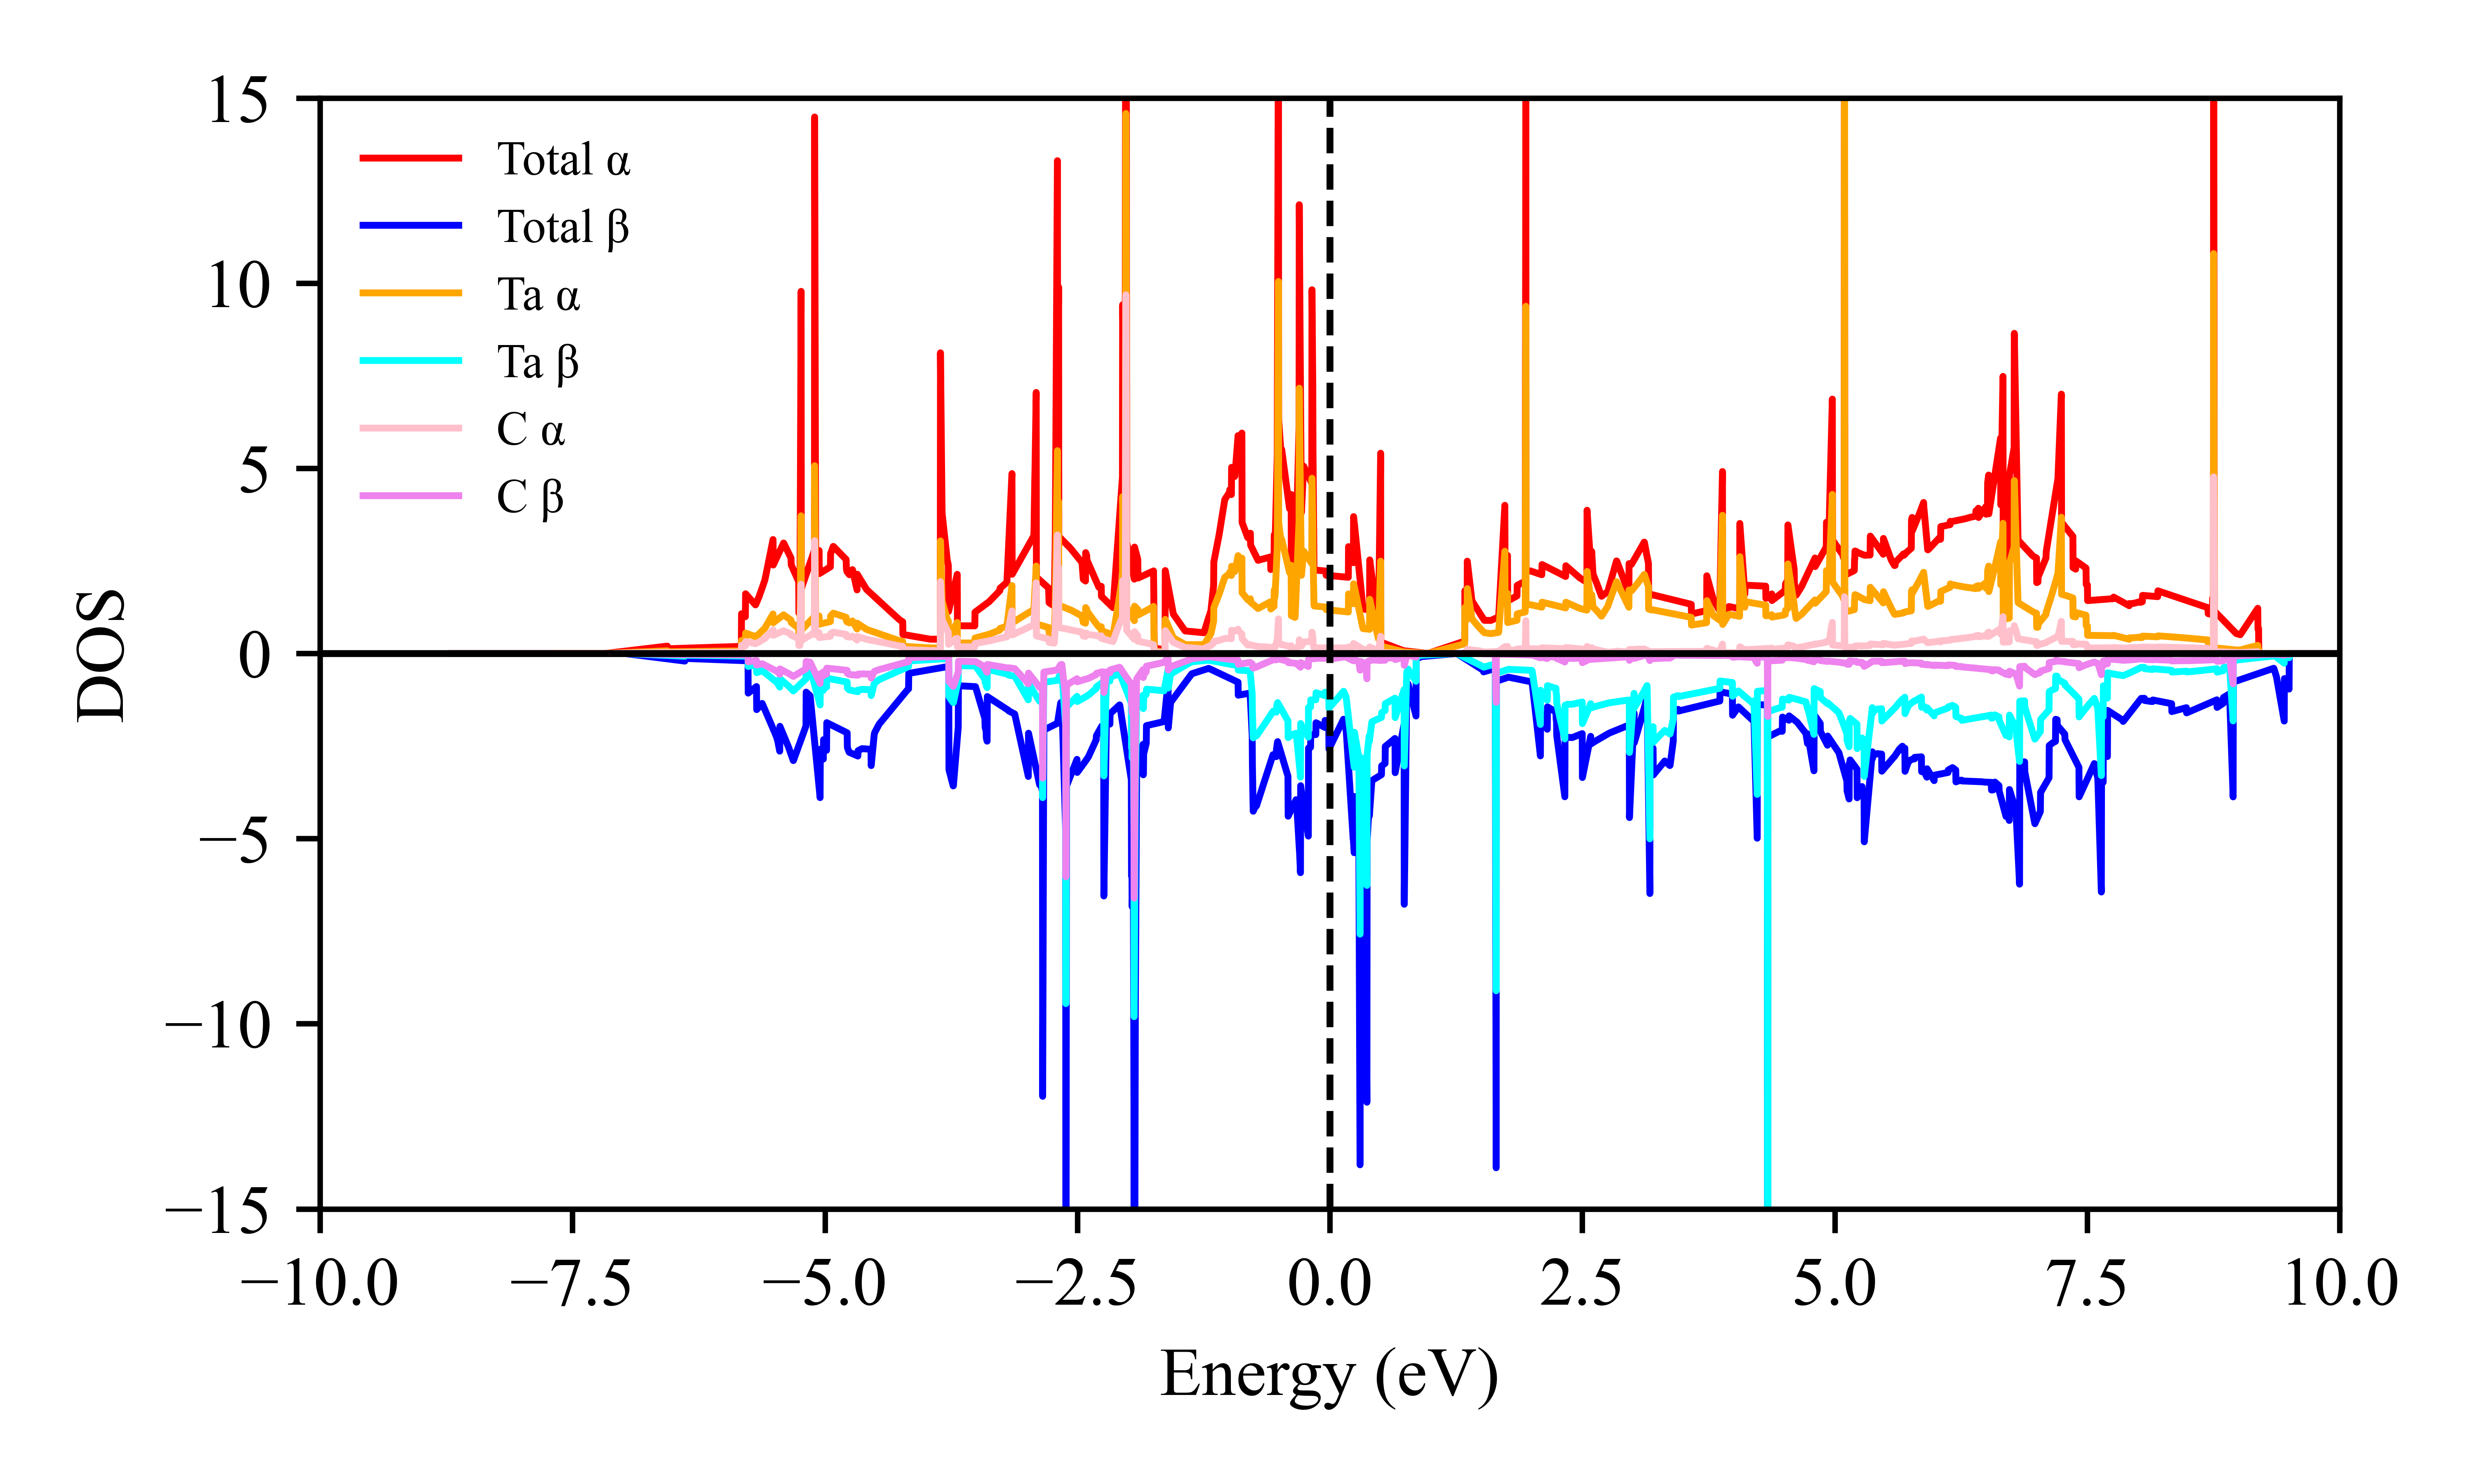 15
10
5
0
−5
−10
−15
DOS
Total α
Total β
Ta α
Ta β
C α
C β
−10.0 −7.5 −5.0 −2.5 0.0 2.5 5.0 7.5 10.0
Energy (eV)